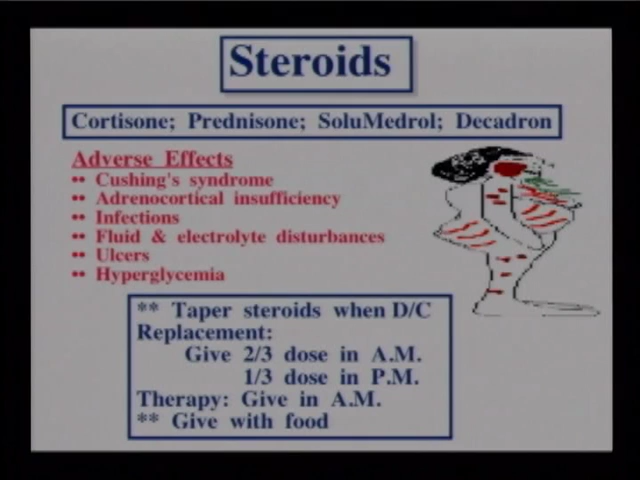 Steroids
Cortisone; Prednisone; SoluMedrol; Decadron
Adverse Effects
•• Cushing's syndrome
•• Adrenocortical insufficiency
•• Infections
•• Fluid & electrolyte disturbances
•• Ulcers
•• Hyperglycemia
** Taper steroids when D/C
Replacement:
Give 2/3 dose in A.M.
1/3 dose in P.M.
Therapy: Give in A.M.
** Give with food